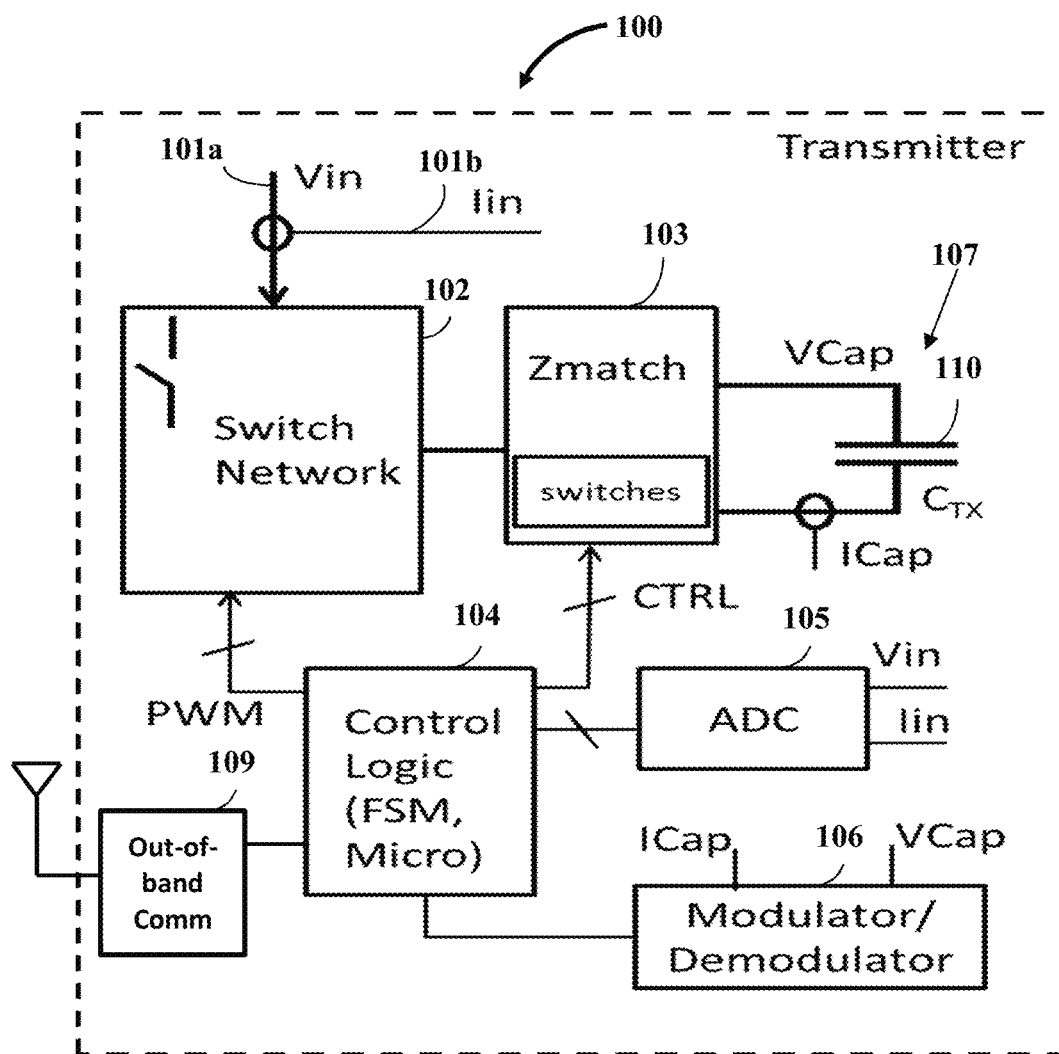 100
Transmitter
101a
Vin
101b
Iin
102
103
107
VCap
110
Zmatch
Switch
Network
switches
CTX
ICap
CTRL
PWM
104
105
Vin
Iin
ADC
Control
Logic
(FSM,
Micro)
109
Out-of-
band
Comm
ICap
106
VCap
Modulator/
Demodulator